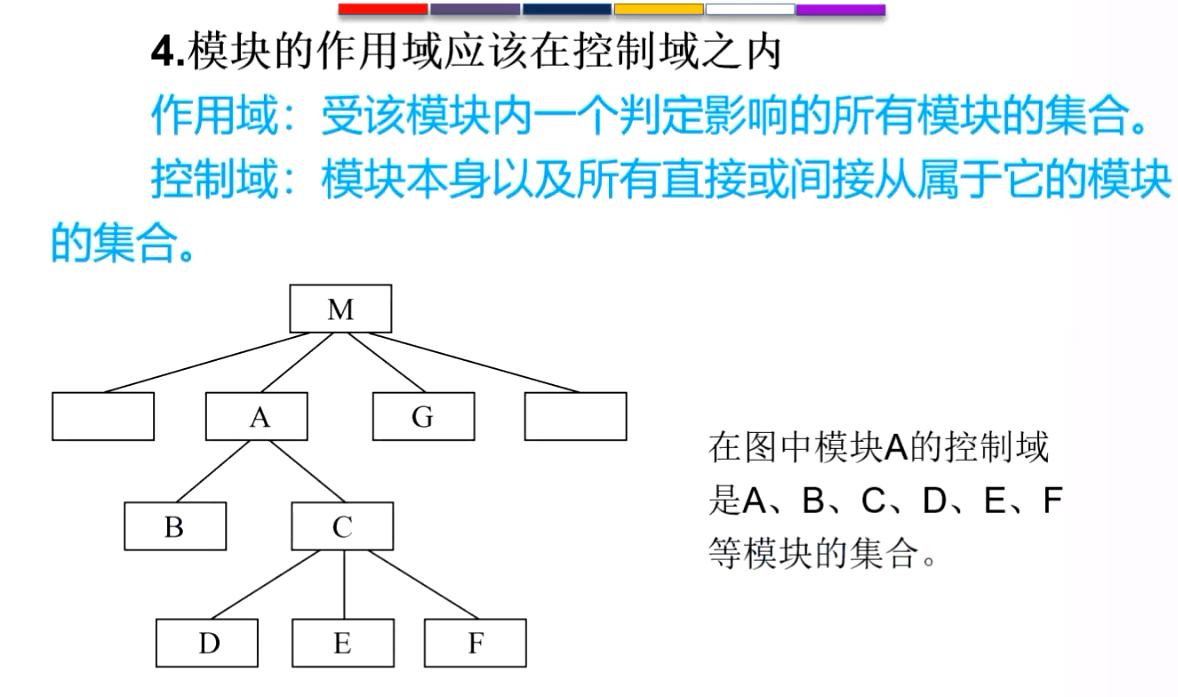 4.模块的作用域应该在控制域之内
作用域：受该模块内一个判定影响的所有模块的集合。
控制域：模块本身以及所有直接或间接从属于它的模块
的集合。
M
A
G
B
C
D
E
F
在图中模块A的控制域
是A、B、C、D、E、F
等模块的集合。